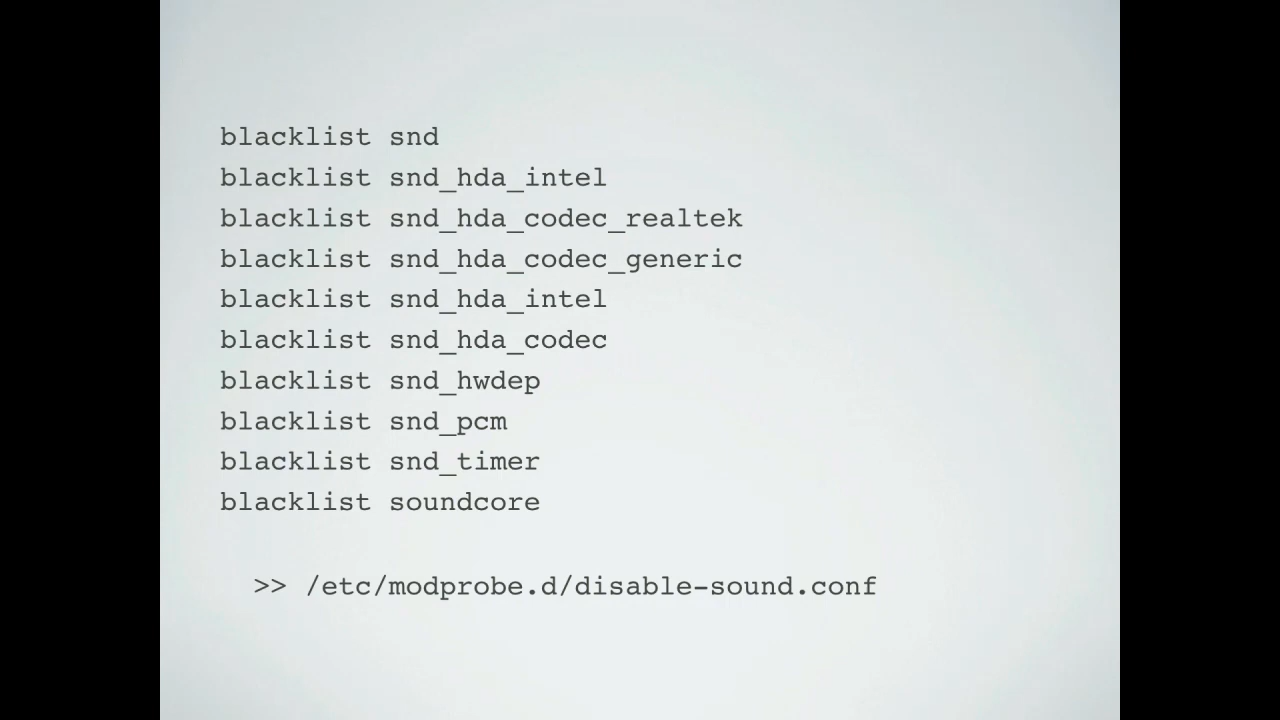 blacklist snd
blacklist snd_hda_intel
blacklist snd_hda_codec_realtek
blacklist snd_hda_codec_generic
blacklist snd_hda_intel
blacklist snd_hda_codec
blacklist snd_hwdep
blacklist snd_pcm
blacklist snd_timer
blacklist soundcore
>> /etc/modprobe.d/disable-sound.conf